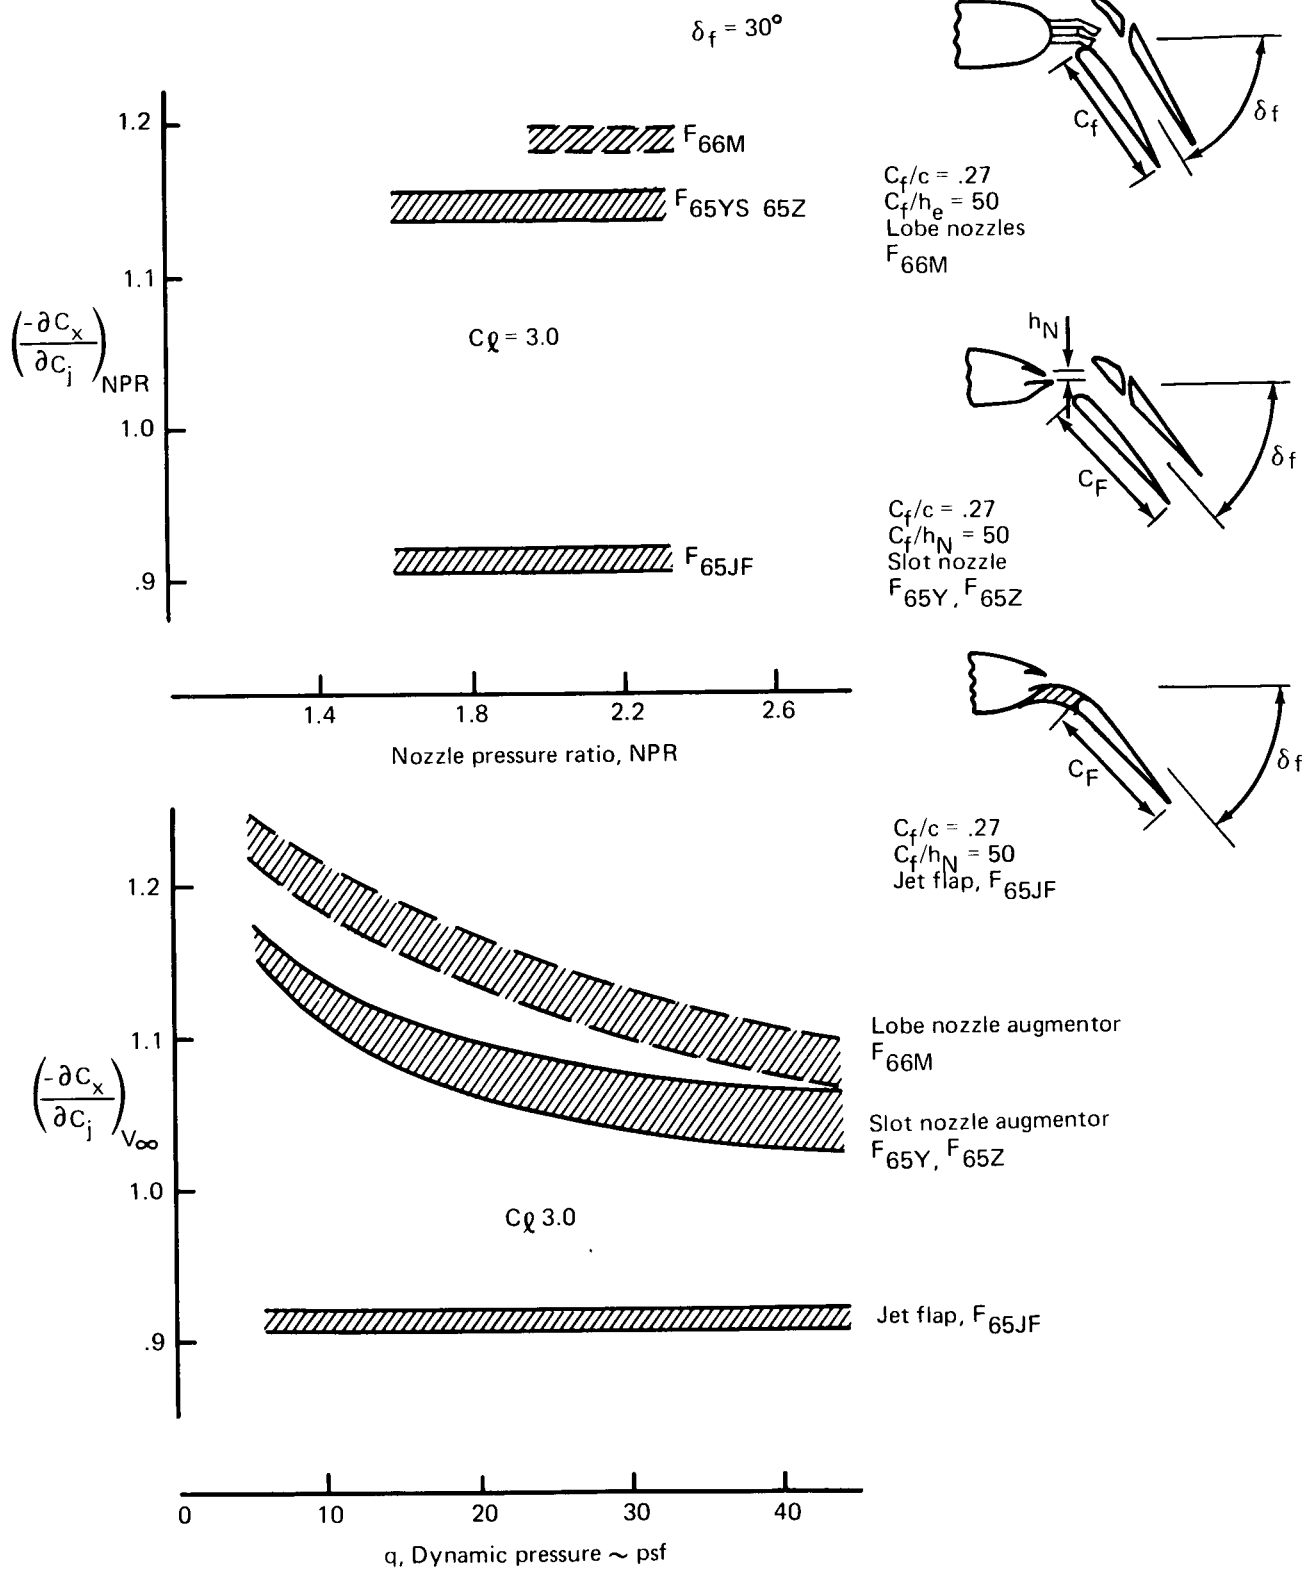 δf = 30°
1.2
F66M
F65YS 65Z
1.1
(-∂Cx/∂Cj)NPR
Cℓ = 3.0
1.0
F65JF
.9
1.4 1.8 2.2 2.6
Nozzle pressure ratio, NPR
Cf
δf
Cf/c = .27
Cf/he = 50
Lobe nozzles
F66M
hN
CF
δf
Cf/c = .27
Cf/hN = 50
Slot nozzle
F65Y, F65Z
CF
δf
Cf/c = .27
Cf/hN = 50
Jet flap, F65JF
1.2
1.1
(-∂Cx/∂Cj)V∞
Lobe nozzle augmentor
F66M
Slot nozzle augmentor
F65Y, F65Z
1.0
Cℓ 3.0
Jet flap, F65JF
.9
0 10 20 30 40
q, Dynamic pressure ~ psf